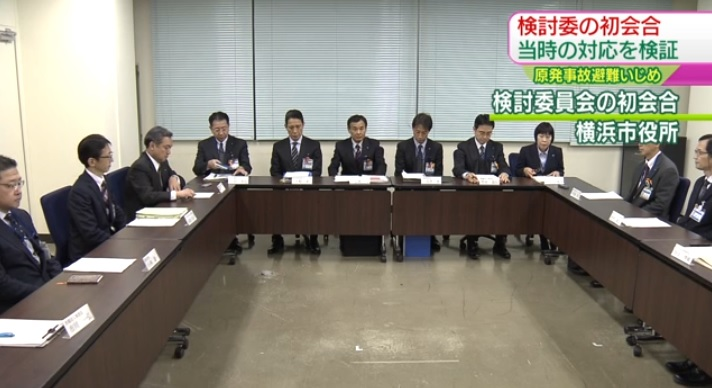 検討委の初会合
当時の対応を検証
原発事故避難いじめ
検討委員会の初会合
横浜市役所